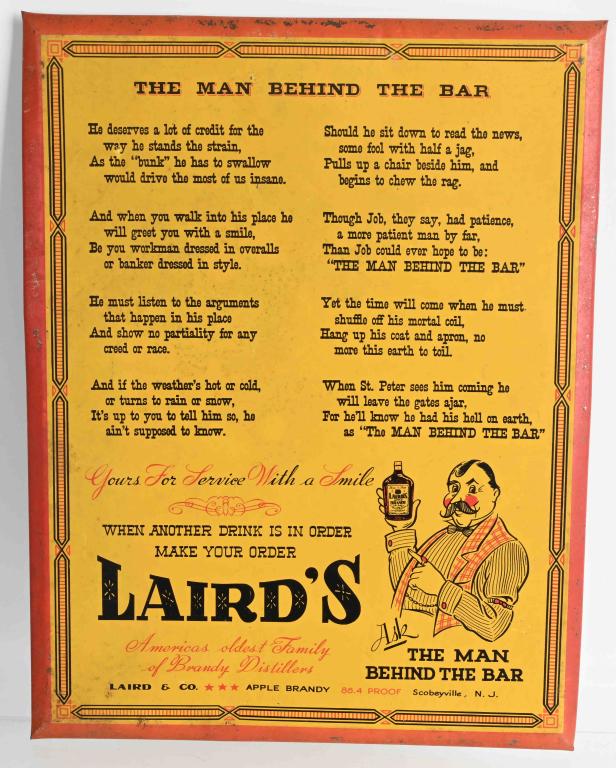 THE MAN BEHIND THE BAR
He deserves a lot of credit for the
way he stands the strain,
As the "bunk" he has to swallow
would drive the most of us insane.
And when you walk into his place he
will greet you with a smile,
Be you workman dressed in overalls
or banker dressed in style.
He must listen to the arguments
that happen in his place
And show no partiality for any
creed or race.
And if the weather's hot or cold,
or turns to rain or snow,
It's up to you to tell him so, he
ain't supposed to know.
Should he sit down to read the news,
some fool with half a jag,
Pulls up a chair beside him, and
begins to chew the rag.
Though Job, they say, had patience,
a more patient man by far,
Than Job could ever hope to be:
"THE MAN BEHIND THE BAR"
Yet the time will come when he must
shuffle off his mortal coil,
Hang up his coat and apron, no
more this earth to toil.
When St. Peter sees him coming he
will leave the gates ajar,
For he'll know he had his hell on earth,
as "The MAN BEHIND THE BAR"
Yours For Service With a Smile
WHEN ANOTHER DRINK IS IN ORDER
MAKE YOUR ORDER
LAIRD'S
Americas oldest Family
of Brandy Distillers
LAIRD & CO. ★★★ APPLE BRANDY 86.4 PROOF Scobeyville, N. J.
LAIRD'S
BRANDY
Ask
THE MAN
BEHIND THE BAR